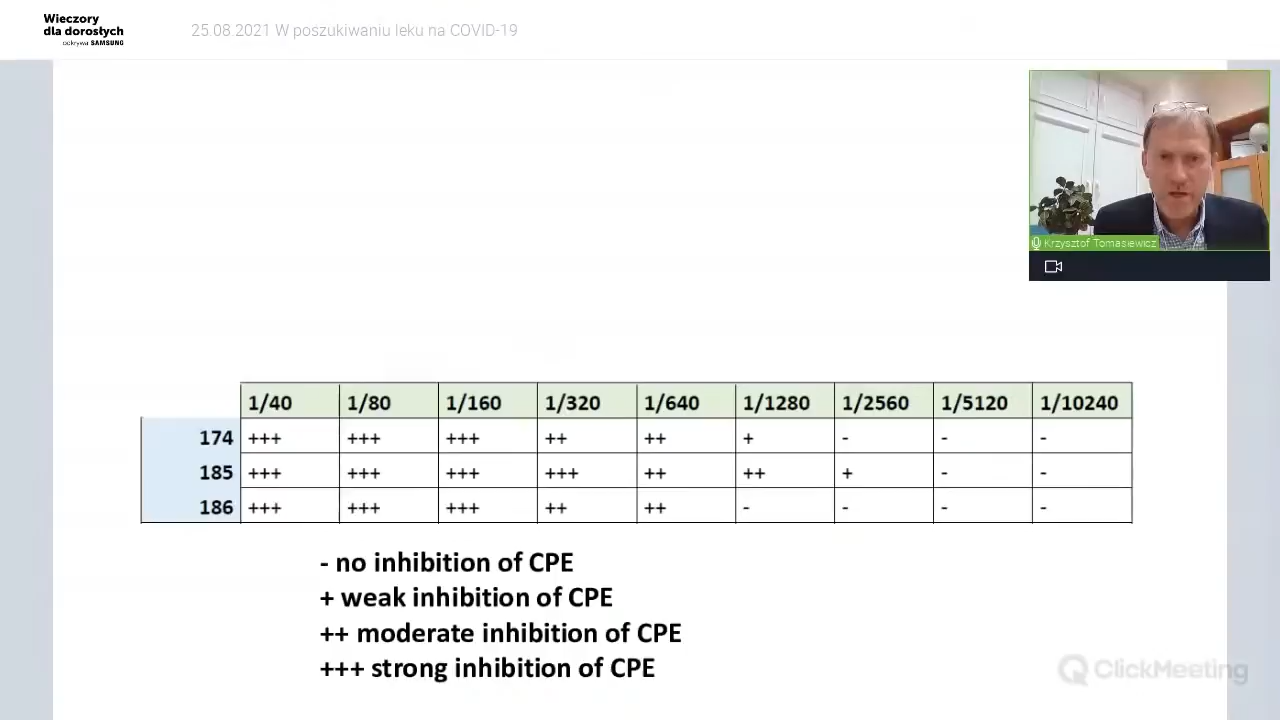 Wieczory
dla dorosłych
odkrywa SAMSUNG
25.08.2021 W poszukiwaniu leku na COVID-19
Krzysztof Tomasiewicz
1/40 1/80 1/160 1/320 1/640 1/1280 1/2560 1/5120 1/10240
174 +++ +++ +++ ++ ++ + - - -
185 +++ +++ +++ +++ ++ ++ + - -
186 +++ +++ +++ ++ ++ - - - -
- no inhibition of CPE
+ weak inhibition of CPE
++ moderate inhibition of CPE
+++ strong inhibition of CPE
ClickMeeting